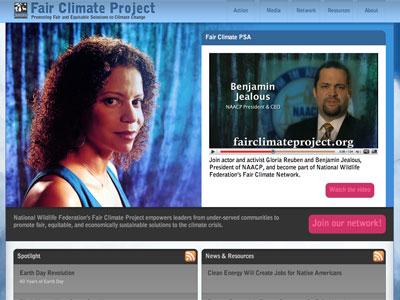 Fair Climate Project
Promoting Fair and Equitable Solutions to Climate Change
Action
Media
Network
Resources
About
Fair Climate PSA
Benjamin
Jealous
NAACP President & CEO
NAACP
fairclimateproject.org
Join actor and activist Gloria Reuben and Benjamin Jealous,
President of NAACP, and become part of National Wildlife
Federation's Fair Climate Network.
Watch the video
National Wildlife Federation's Fair Climate Project empowers leaders from under-served communities to
promote fair, equitable, and economically sustainable solutions to the climate crisis.
Join our network!
Spotlight
Earth Day Revolution
40 Years of Earth Day
News & Resources
Clean Energy Will Create Jobs for Native Americans